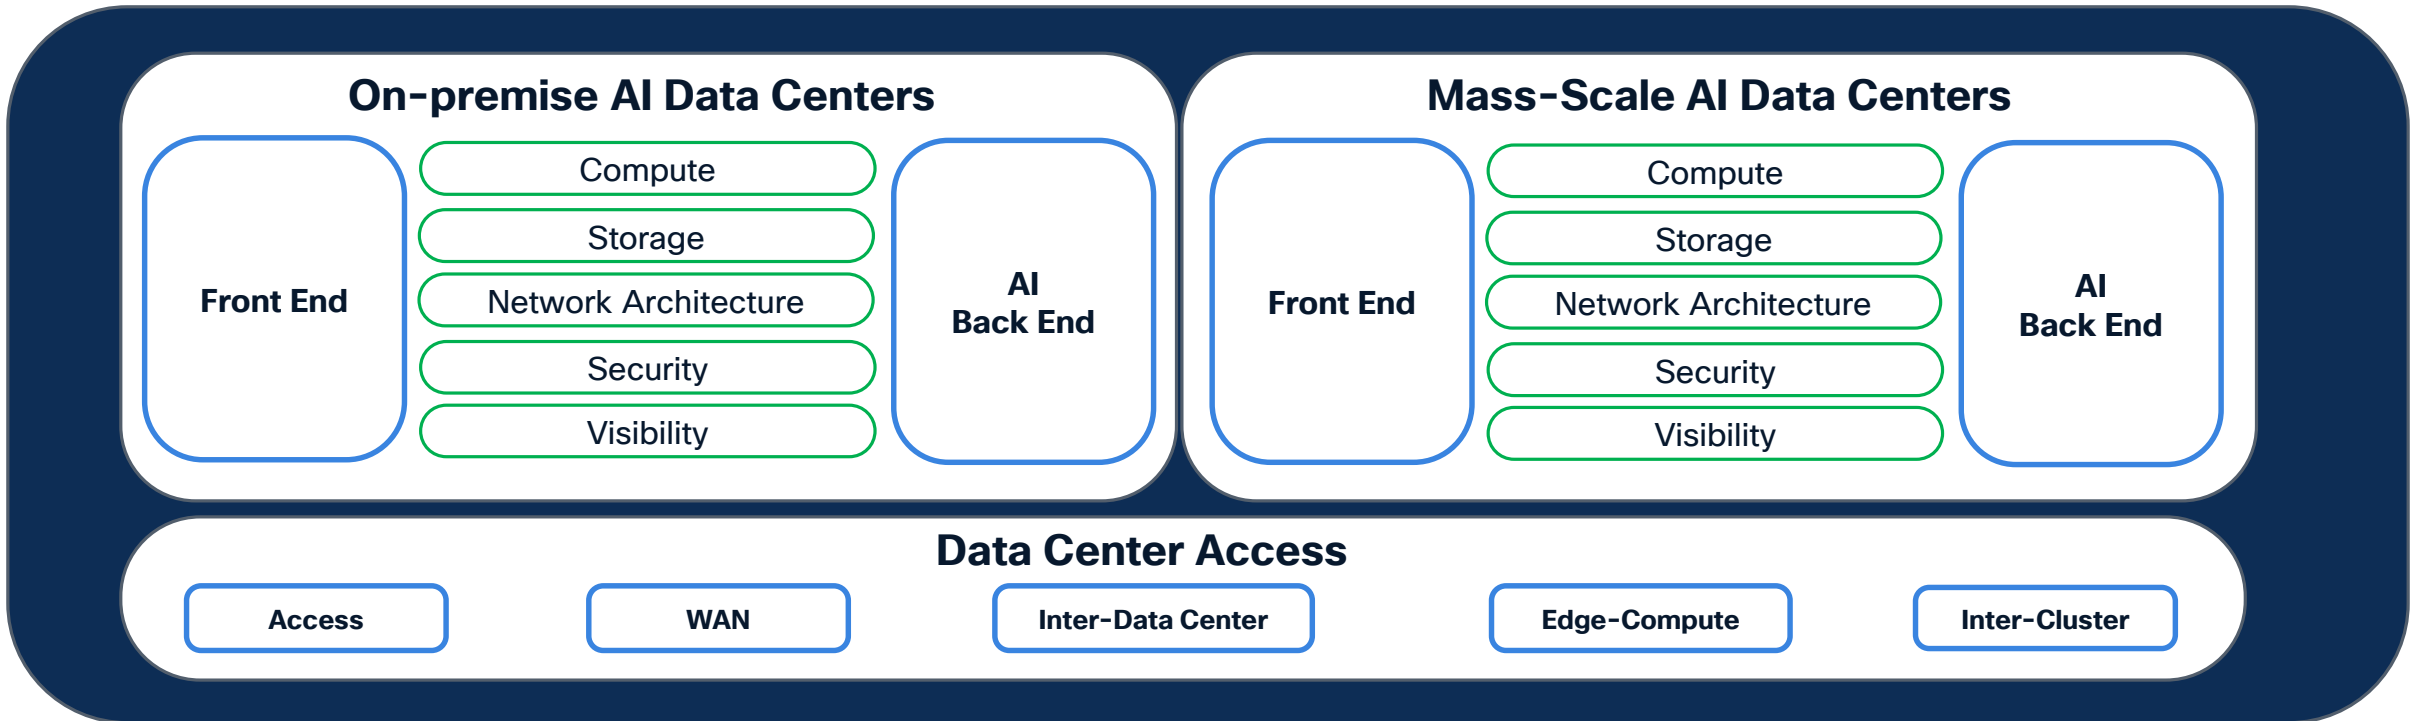 On-premise AI Data Centers
Front End
Compute
Storage
Network Architecture
Security
Visibility
AI
Back End
Mass-Scale AI Data Centers
Front End
Compute
Storage
Network Architecture
Security
Visibility
AI
Back End
Data Center Access
Access
WAN
Inter-Data Center
Edge-Compute
Inter-Cluster